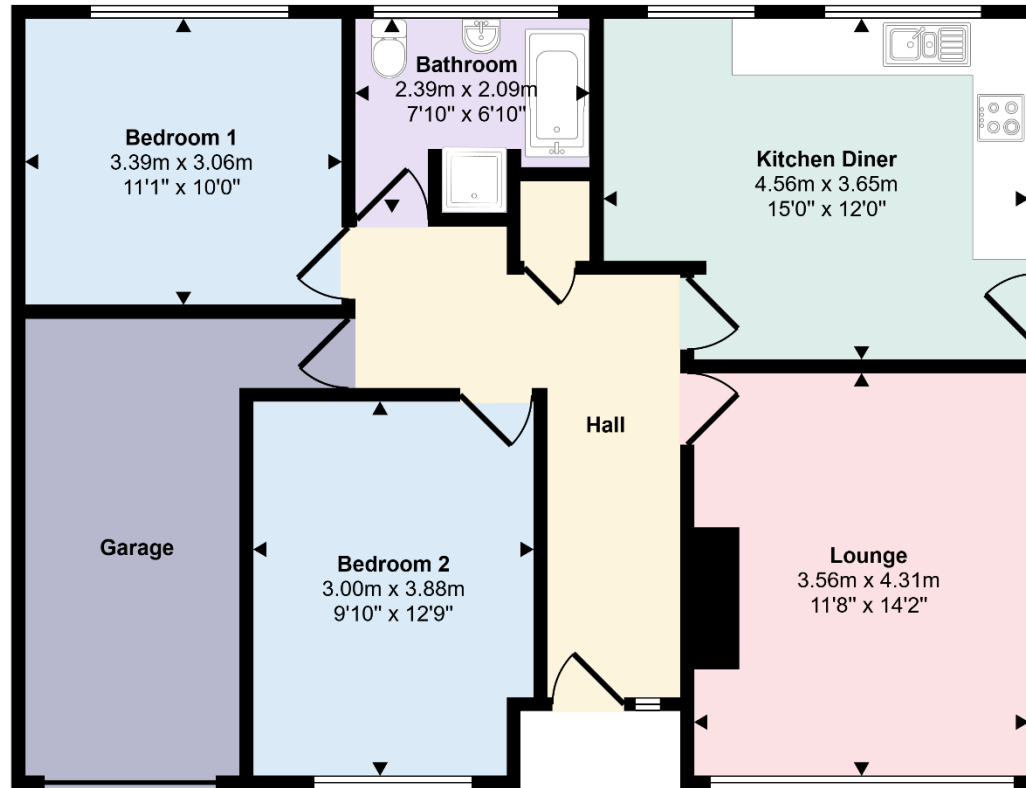 Bedroom 1
3.39m x 3.06m
11'1" x 10'0"
Bathroom
2.39m x 2.09m
7'10" x 6'10"
Kitchen Diner
4.56m x 3.65m
15'0" x 12'0"
Hall
Garage
Bedroom 2
3.00m x 3.88m
9'10" x 12'9"
Lounge
3.56m x 4.31m
11'8" x 14'2"